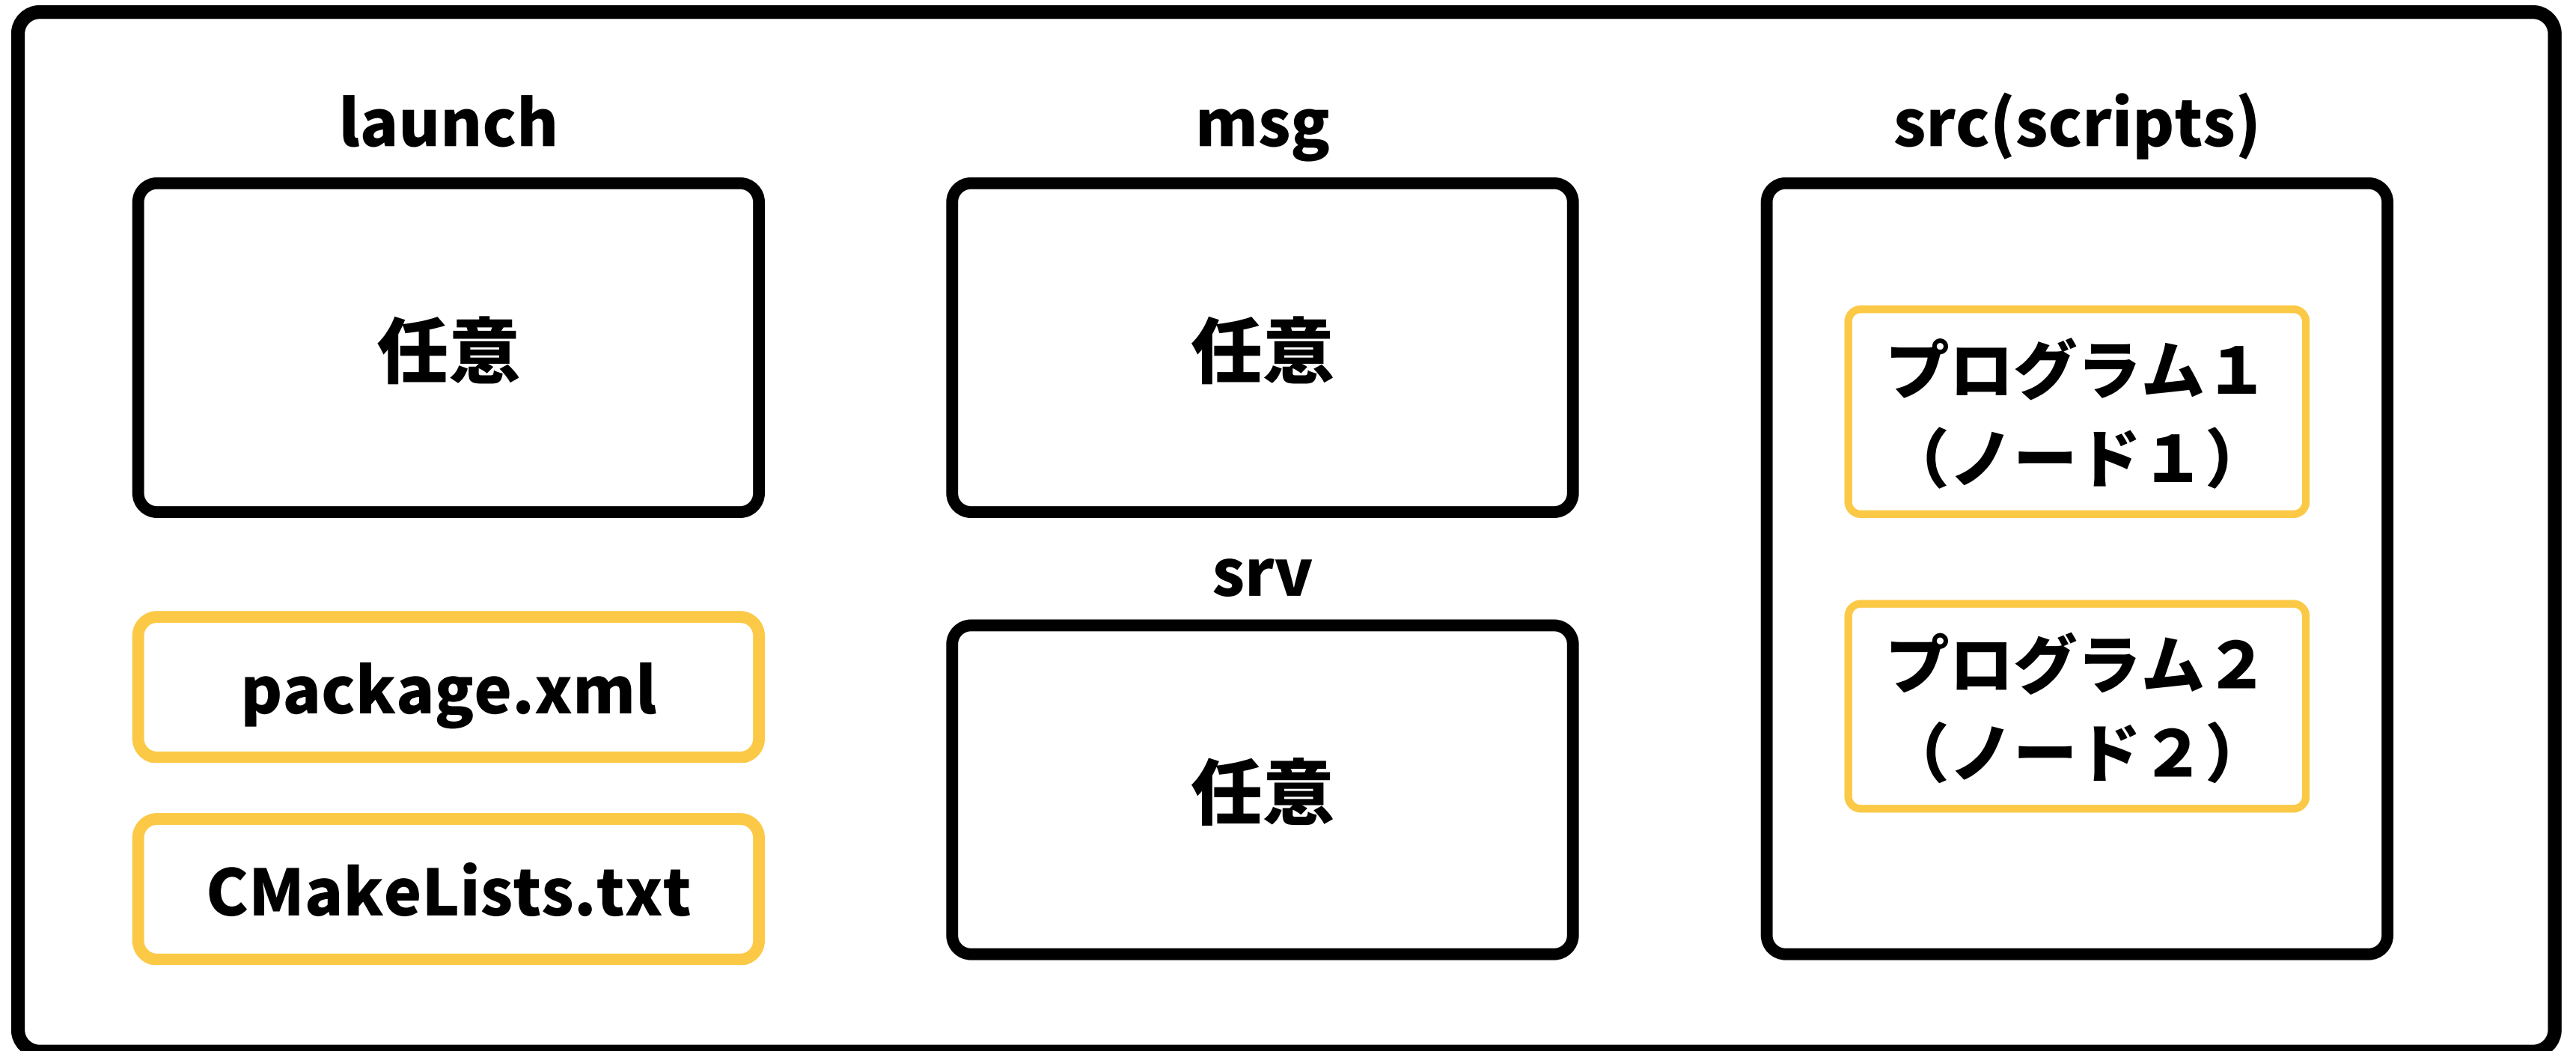 launch
任意
package.xml
CMakeLists.txt
msg
任意
srv
任意
src(scripts)
プログラム１
（ノード１）
プログラム２
（ノード２）